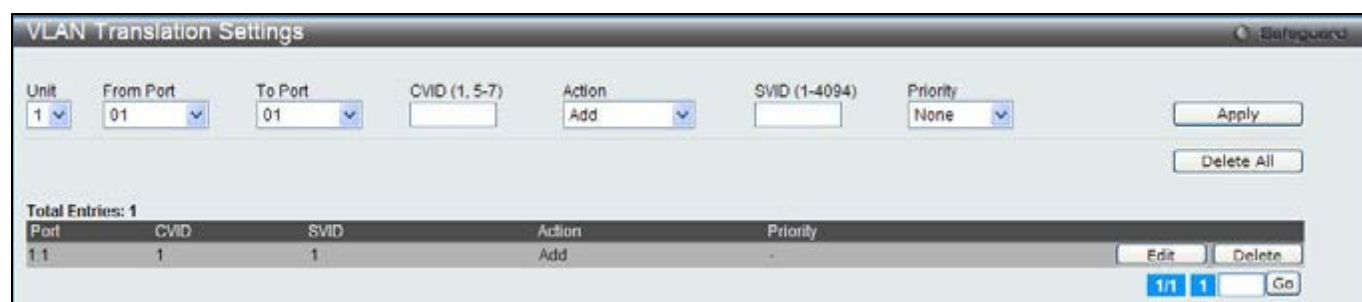 VLAN Translation Settings
Safeguard
Unit From Port To Port CVID (1, 5-7) Action SVID (1-4094) Priority
1 01 01 Add None Apply
Delete All
Total Entries: 1
Port CVID SVID Action Priority
1:1 1 1 Add - Edit Delete
1/1 1 Go